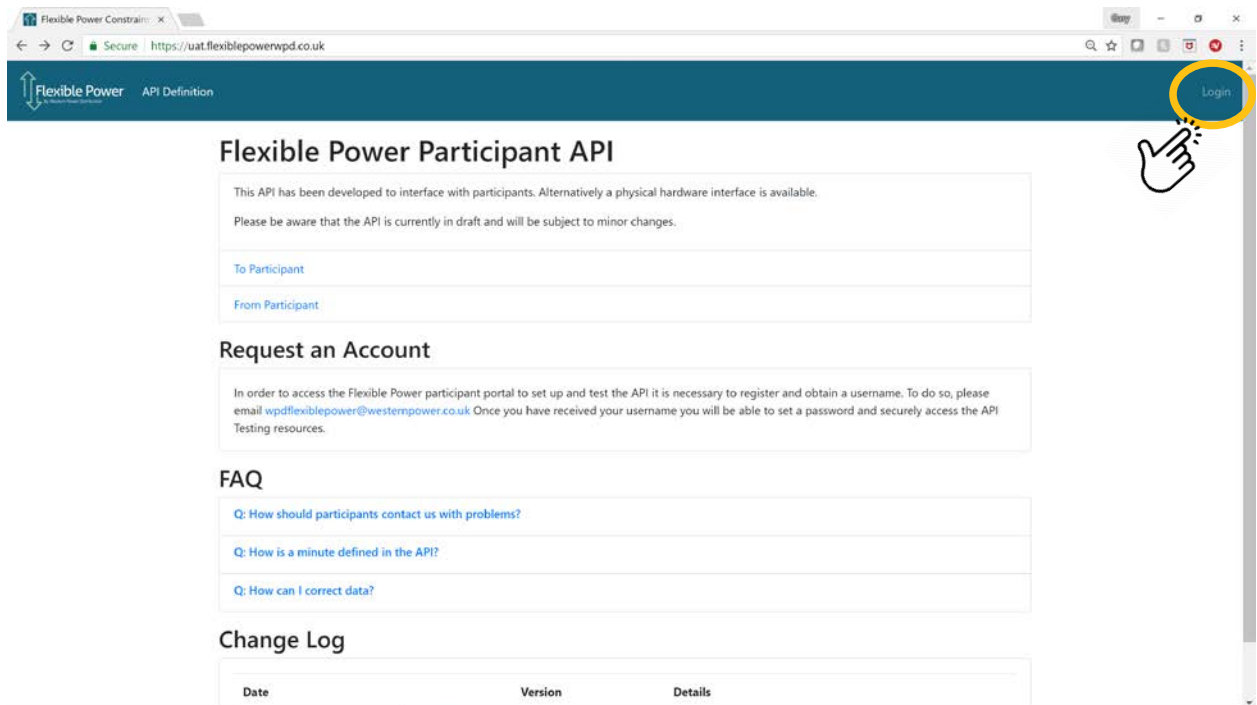 Flexible Power Constrain
Guy
Secure https://uat.flexiblepowerwpd.co.uk
Flexible Power API Definition Login
By Western Power Distribution
Flexible Power Participant API
This API has been developed to interface with participants. Alternatively a physical hardware interface is available.
Please be aware that the API is currently in draft and will be subject to minor changes.
To Participant
From Participant
Request an Account
In order to access the Flexible Power participant portal to set up and test the API it is necessary to register and obtain a username. To do so, please
email wpdflexiblepower@westernpower.co.uk Once you have received your username you will be able to set a password and securely access the API
Testing resources.
FAQ
Q: How should participants contact us with problems?
Q: How is a minute defined in the API?
Q: How can I correct data?
Change Log
Date Version Details